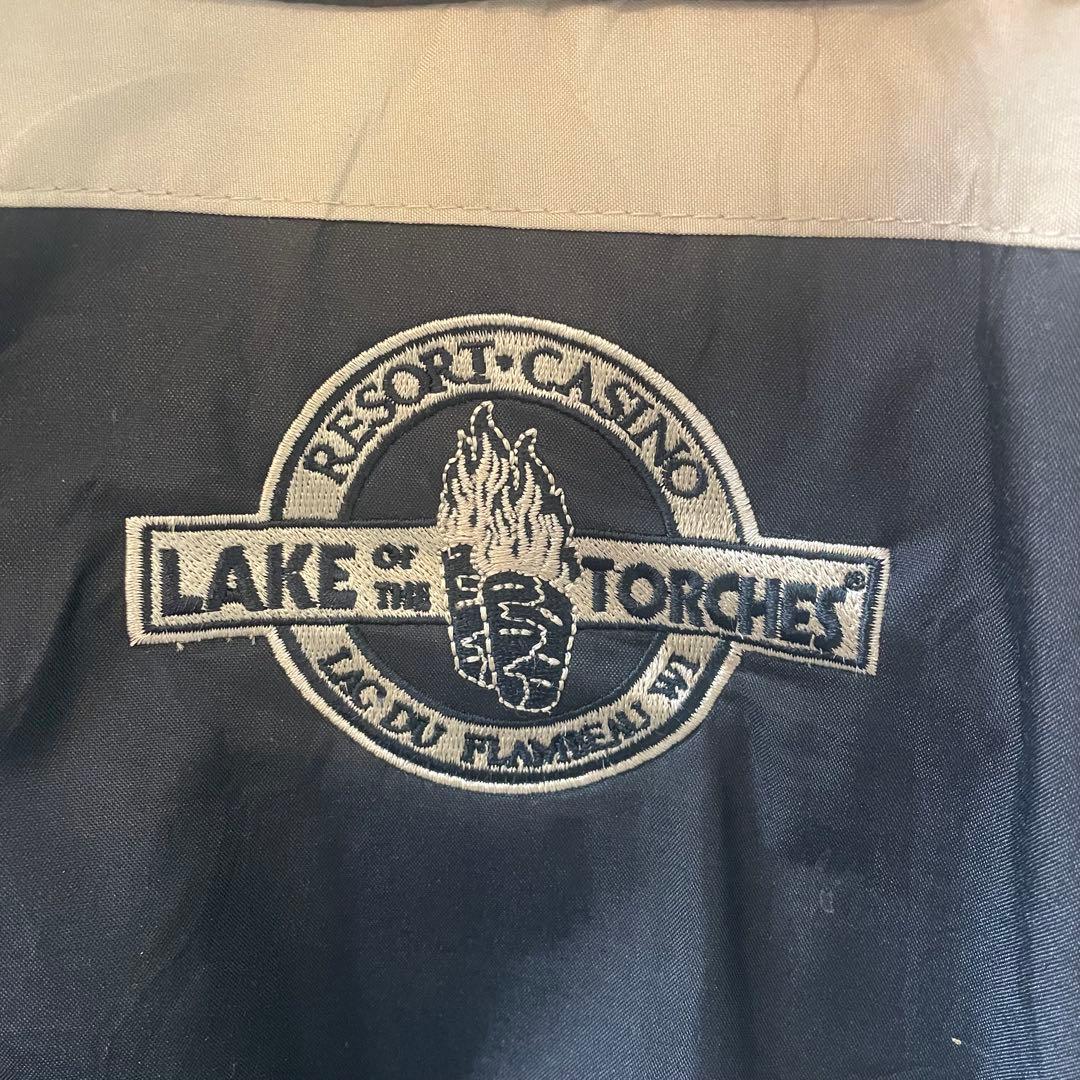 RESORT • CASINO
LAKE OF THE TORCHES®
LAC DU FLAMBEAU WI